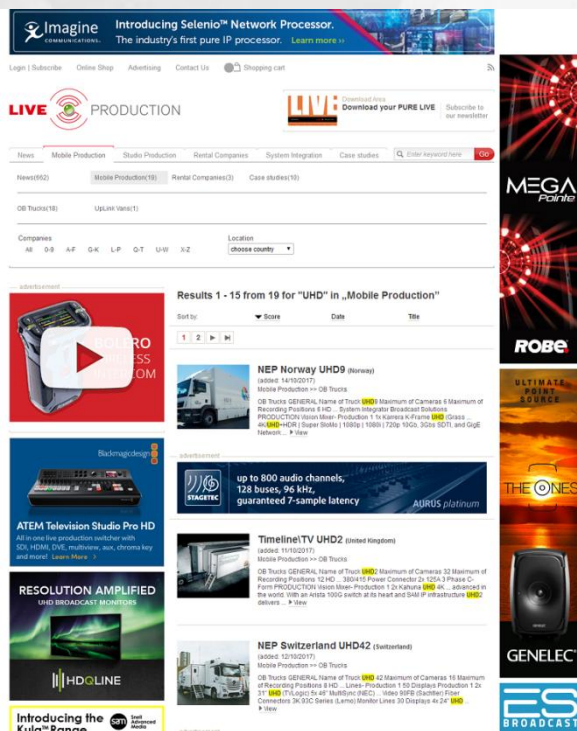 Imagine
COMMUNICATIONS
Introducing Selenio™ Network Processor.
The industry's first pure IP processor. Learn more ››
Login | Subscribe Online Shop Advertising Contact Us Shopping cart
LIVE PRODUCTION
LIVE
Download Area
Download your PURE LIVE
Subscribe to
our newsletter
News Mobile Production Studio Production Rental Companies System Integration Case studies Enter keyword here Go
News(952) Mobile Production(19) Rental Companies(3) Case studies(10)
OB Trucks(18) UpLink Vans(1)
Companies Location
All 0-9 A-F G-K L-P Q-T U-W X-Z choose country
advertisement
BOLERO
Results 1 - 15 from 19 for "UHD" in „Mobile Production"
Sort by: Score Date Title
1 2
NEP Norway UHD9 (Norway)
(added: 14/10/2017)
Mobile Production >> OB Trucks
OB Trucks GENERAL Name of Truck UHD9 Maximum of Cameras 6 Maximum of
Recording Positions 6 HD ... System Integrator Broadcast Solutions
PRODUCTION Vision Mixer- Production 1 1x Karrera K-Frame UHD (Grass ...
4K/UHD+HDR | Super SloMo | 1080p | 1080i | 720p 10Gb, 3Gbs SDTI, and GigE
Network ... View
advertisement
STAGETEC
up to 800 audio channels,
128 buses, 96 kHz,
guaranteed 7-sample latency
AURUS platinum
Timeline\TV UHD2 (United Kingdom)
(added: 11/10/2017)
Mobile Production >> OB Trucks
OB Trucks GENERAL Name of Truck UHD2 Maximum of Cameras 32 Maximum of
Recording Positions 12 HD ... 380/415 Power Connector 2x 125A 3 Phase C-
Form PRODUCTION Vision Mixer- Production 1 2x Kahuna UHD 4K ... advanced in
the world. With an Arista 100G switch at its heart and SAM IP infrastructure UHD2
delivers ... View
NEP Switzerland UHD42 (Switzerland)
(added: 12/10/2017)
Mobile Production >> OB Trucks
OB Trucks GENERAL Name of Truck UHD 42 Maximum of Cameras 16 Maximum
of Recording Positions 8 HD ... Lines- Production 1 50 Displays Production 1 2x
31" UHD (TVLogic) 5x 46" MultiSync (NEC) ... Video 90FB (Sachtler) Fiber
Connectors 3K.93C Series (Lemo) Monitor Lines 30 Displays 4x 24" UHD ...
View
Blackmagicdesign
ATEM Television Studio Pro HD
All in one live production switcher with
SDI, HDMI, DVE, multiview, aux, chroma key
and more! Learn More
RESOLUTION AMPLIFIED
UHD BROADCAST MONITORS
HDQLINE
Introducing the
Kula™ Range
sam Snell
Advanced
Media
MEGA
Pointe
ROBE
ULTIMATE
POINT
SOURCE
THE ONES
GENELEC
ES
BROADCAST